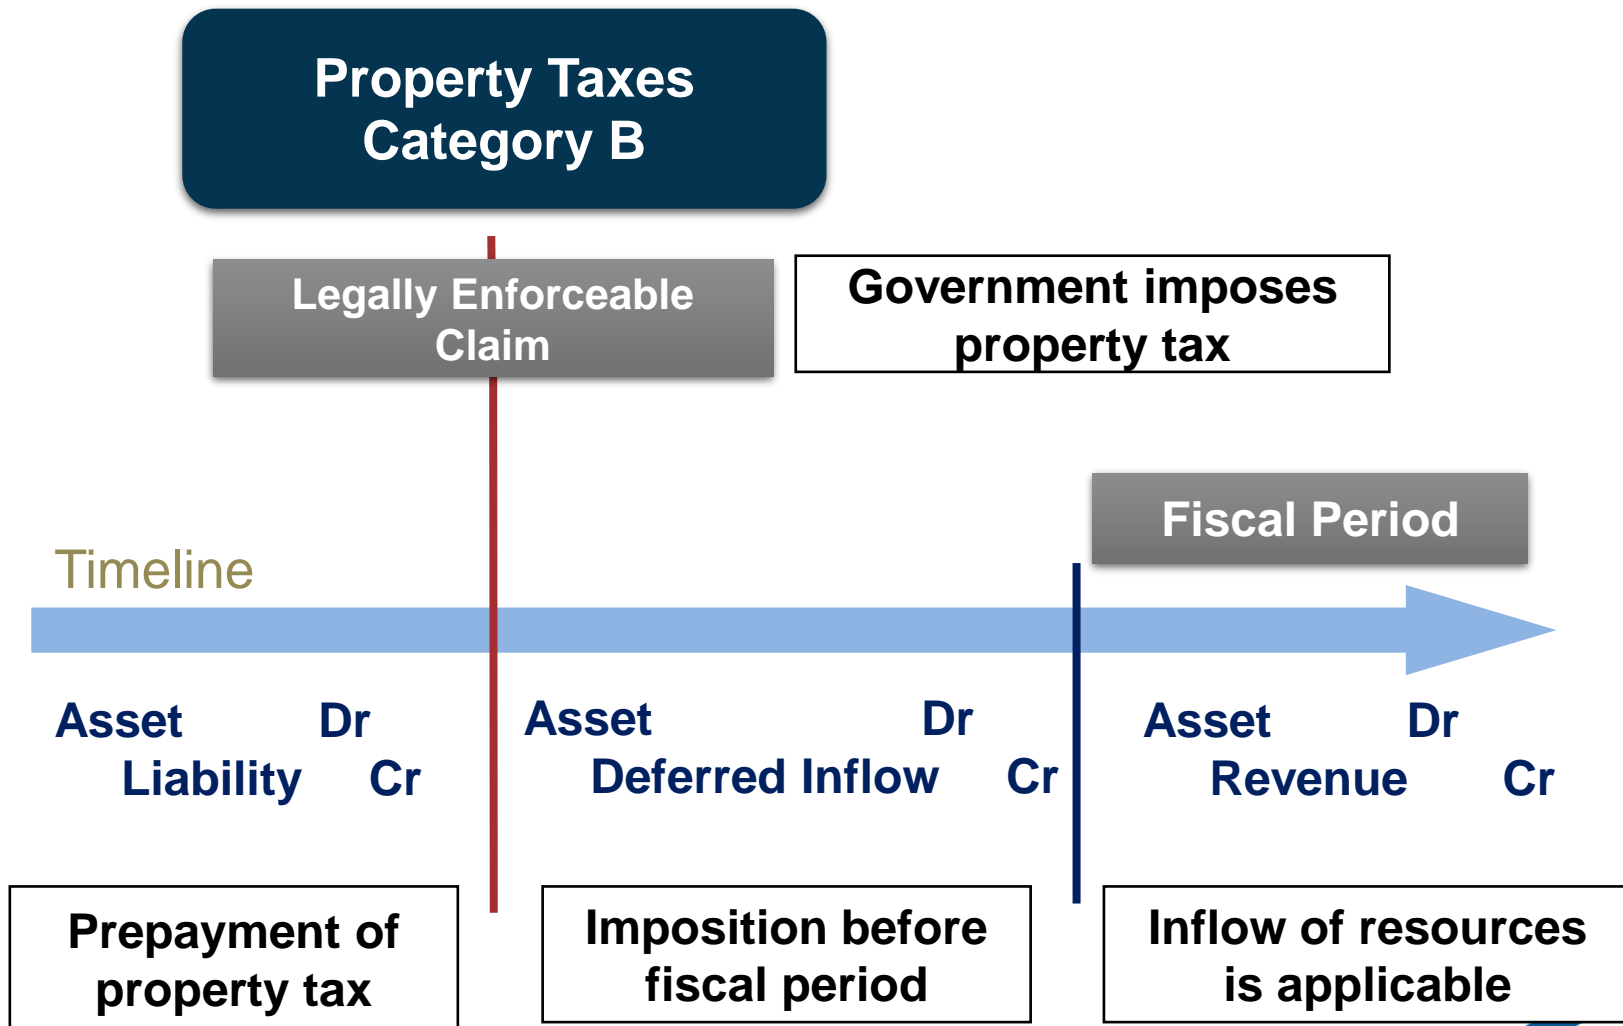 Property Taxes
Category B
Legally Enforceable
Claim
Government imposes
property tax
Fiscal Period
Timeline
Asset Dr
Liability Cr
Asset Dr
Deferred Inflow Cr
Asset Dr
Revenue Cr
Prepayment of
property tax
Imposition before
fiscal period
Inflow of resources
is applicable